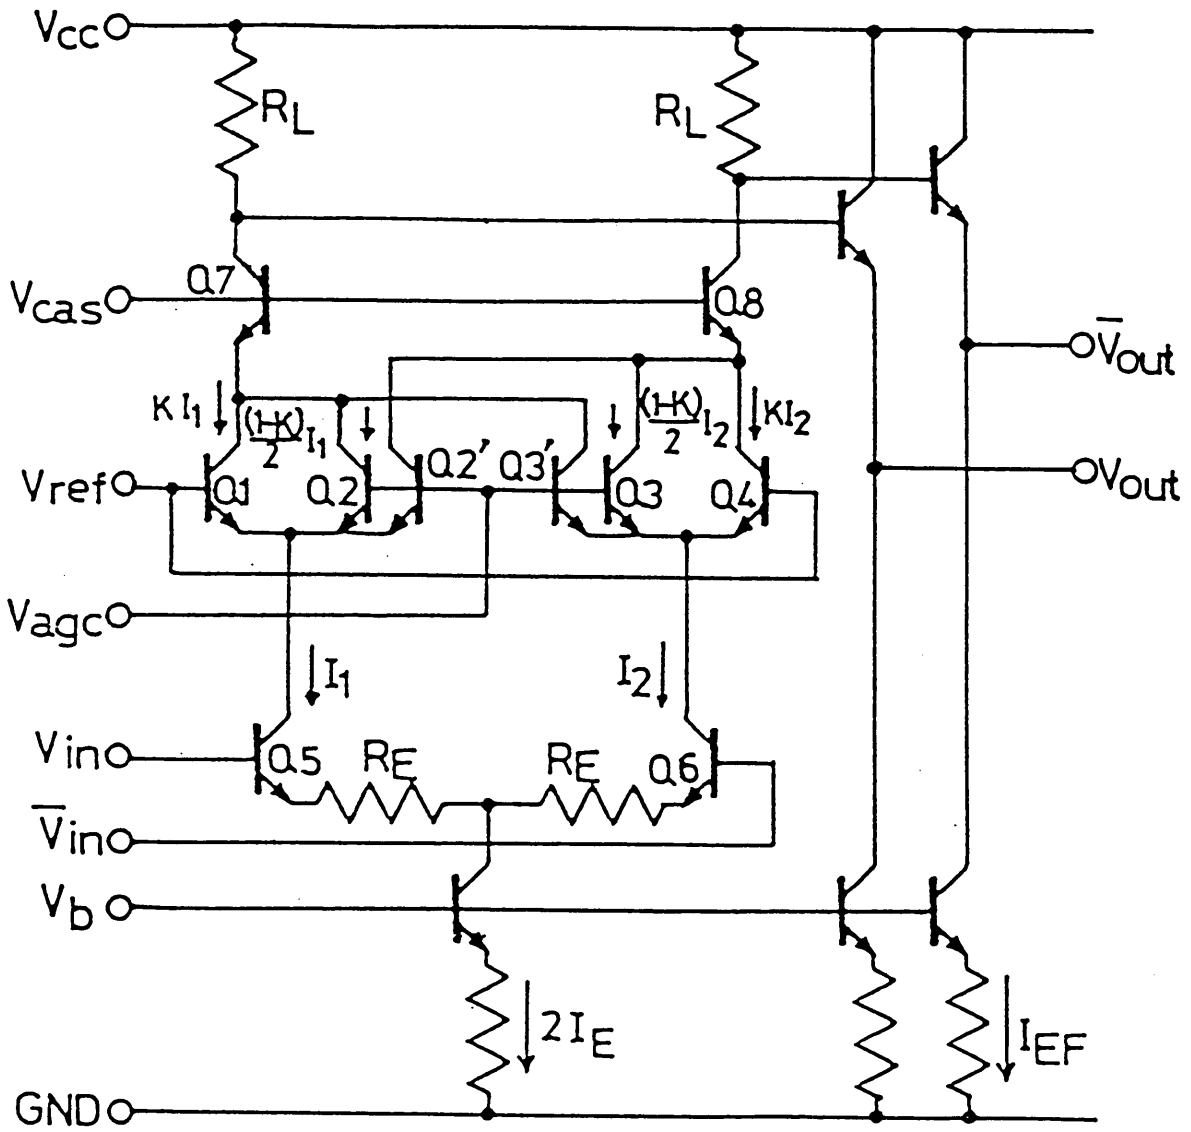 Vcc
RL
RL
Q7
Vcas
Q8
V̅out
KI1
(1-K)/2 I1
(1-K)/2 I2
KI2
Vref
Q1
Q2
Q2'
Q3'
Q3
Q4
Vout
Vagc
I1
I2
Vin
Q5
RE
RE
Q6
V̅in
Vb
2IE
IEF
GND